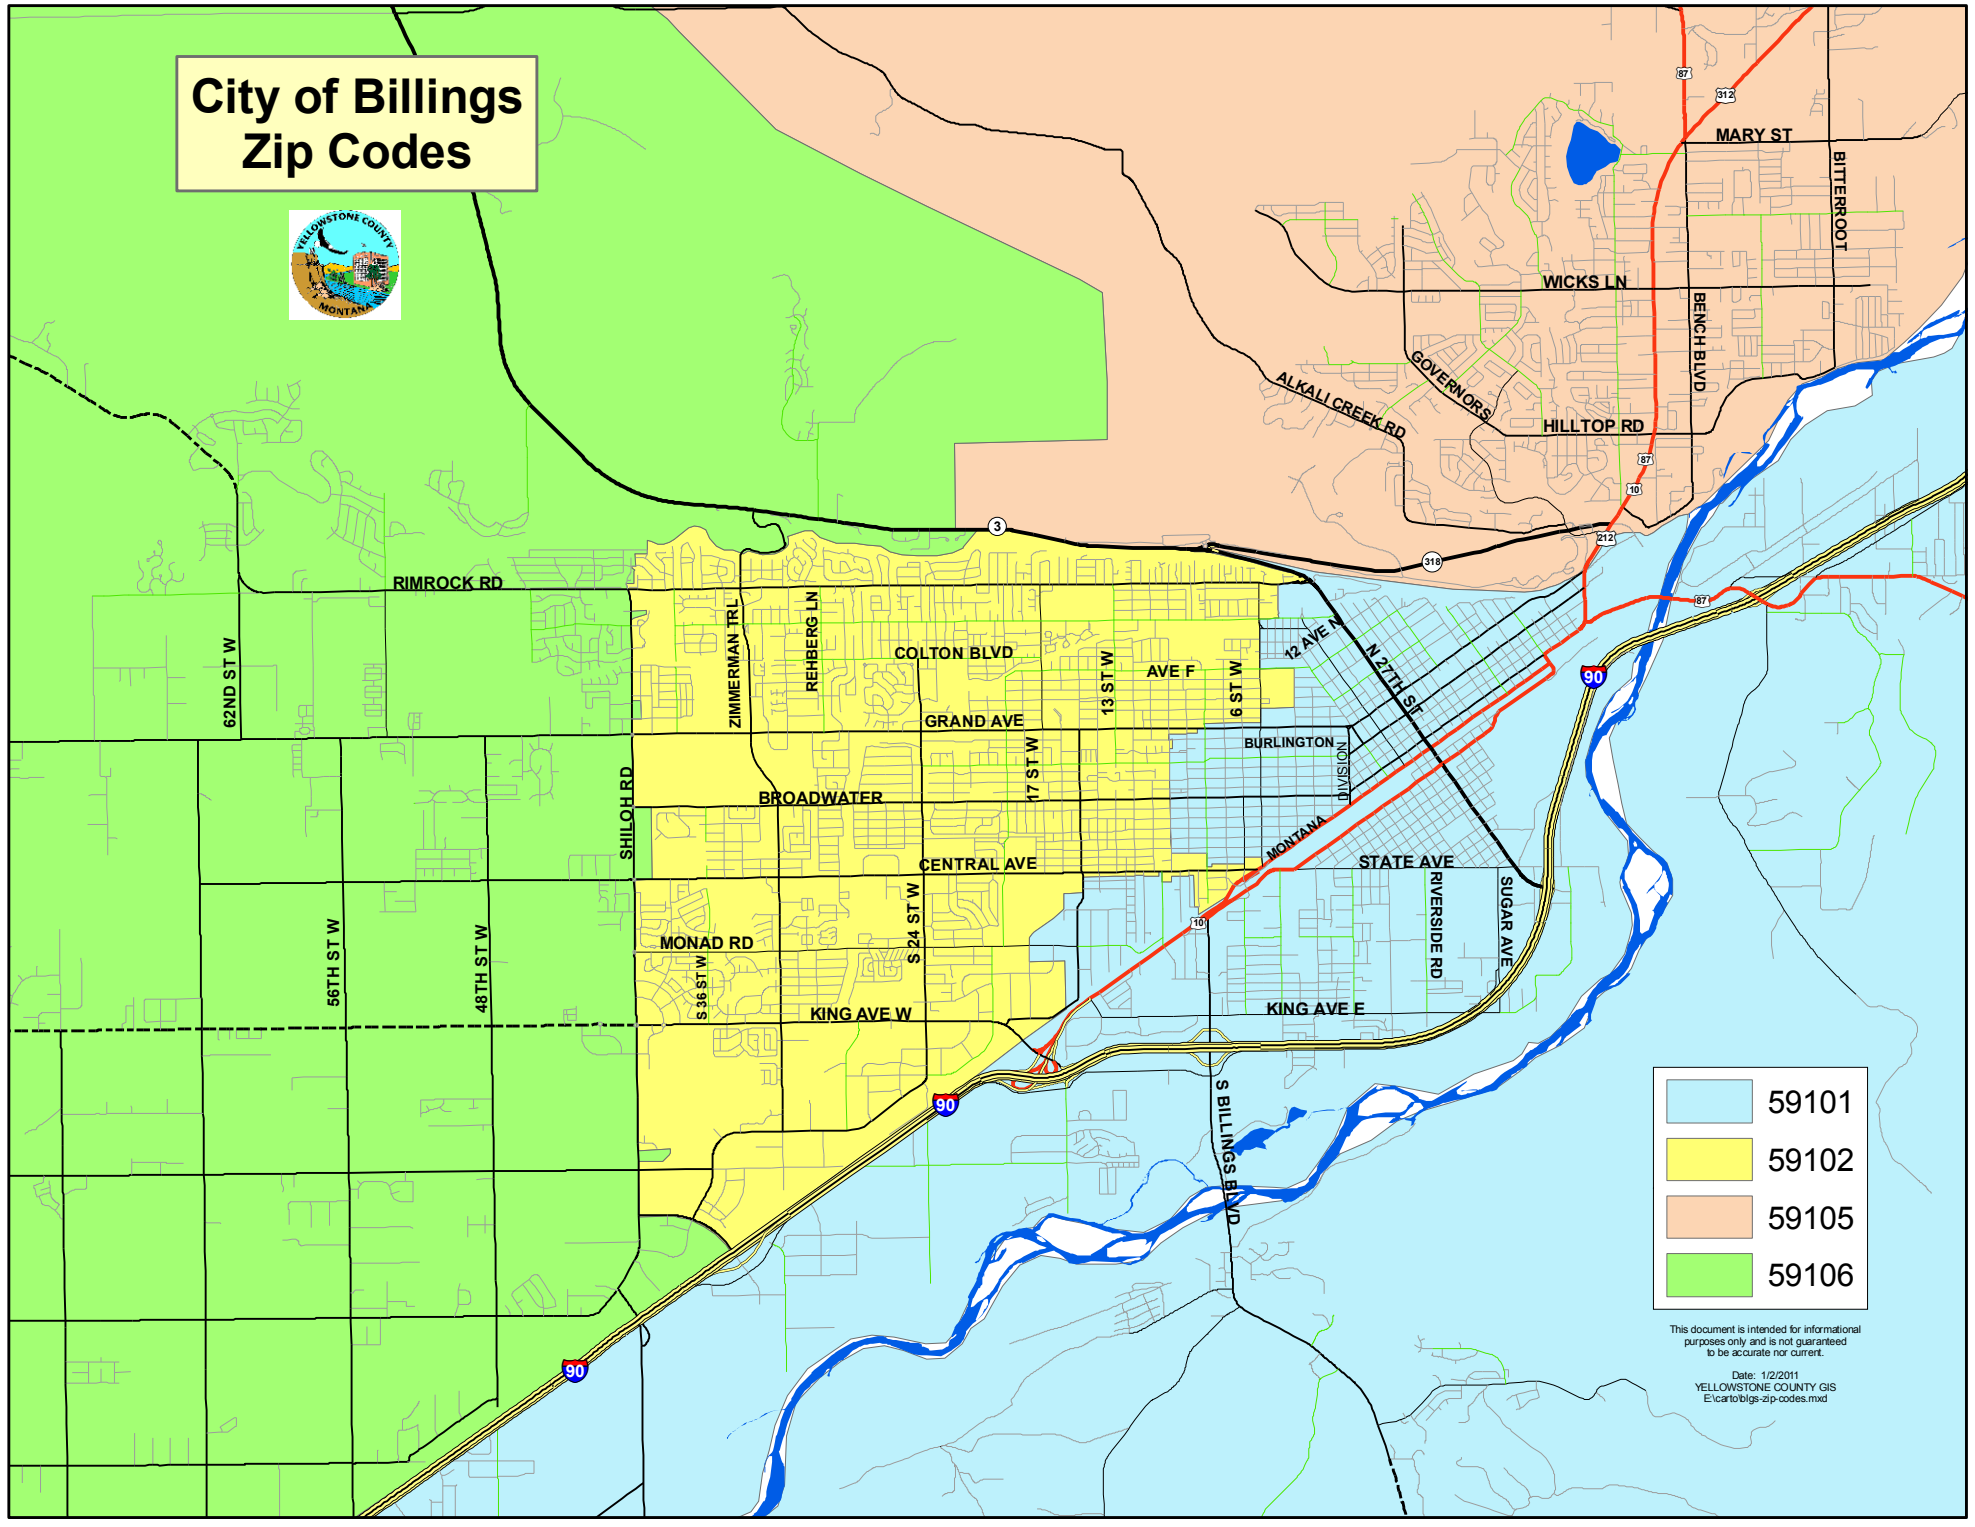 City of Billings
Zip Codes
YELLOWSTONE COUNTY
MONTANA
87
312
MARY ST
BITTERROOT
WICKS LN
BENCH BLVD
GOVERNORS
ALKALI CREEK RD
HILLTOP RD
87
10
3
212
318
RIMROCK RD
87
62ND ST W
ZIMMERMAN TRL
REHBERG LN
COLTON BLVD
13 ST W
AVE F
6 ST W
12 AVE N
N 27TH ST
90
GRAND AVE
BURLINGTON
DIVISION
17 ST W
SHILOH RD
BROADWATER
MONTANA
CENTRAL AVE
STATE AVE
RIVERSIDE RD
SUGAR AVE
56TH ST W
48TH ST W
S 24 ST W
10
MONAD RD
S 36 ST W
KING AVE W
KING AVE E
90
S BILLINGS BLVD
59101
59102
59105
59106
90
This document is intended for informational
purposes only and is not guaranteed
to be accurate nor current.
Date: 1/2/2011
YELLOWSTONE COUNTY GIS
E:\carto\blgs-zip-codes.mxd